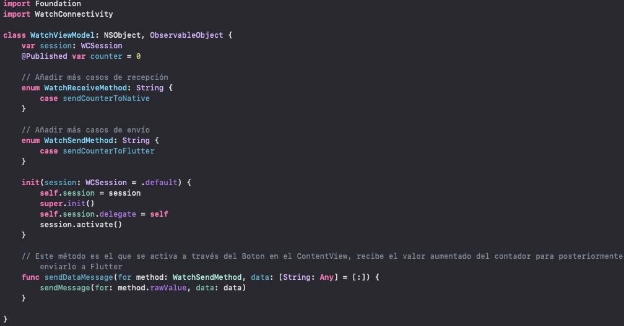 import Foundation
import WatchConnectivity

class WatchViewModel: NSObject, ObservableObject {
    var session: WCSession
    @Published var counter = 0

    // Añadir más casos de recepción
    enum WatchReceiveMethod: String {
        case sendCounterToNative
    }

    // Añadir más casos de envío
    enum WatchSendMethod: String {
        case sendCounterToFlutter
    }

    init(session: WCSession = .default) {
        self.session = session
        super.init()
        self.session.delegate = self
        session.activate()
    }

    // Este método es el que se activa a través del Boton en el ContentView, recibe el valor aumentado del contador para posteriormente
        enviarlo a Flutter
    func sendDataMessage(for method: WatchSendMethod, data: [String: Any] = [:]) {
        sendMessage(for: method.rawValue, data: data)
    }

}